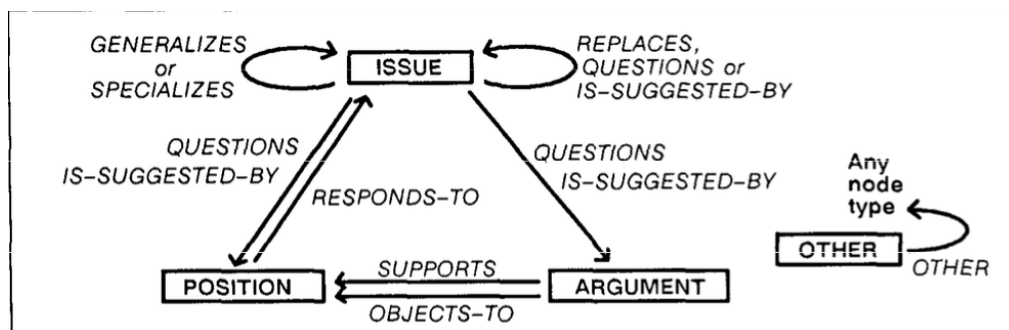 GENERALIZES
or
SPECIALIZES
ISSUE
REPLACES,
QUESTIONS or
IS-SUGGESTED-BY
QUESTIONS
IS-SUGGESTED-BY
RESPONDS-TO
QUESTIONS
IS-SUGGESTED-BY
Any
node
type
OTHER
OTHER
POSITION
SUPPORTS
OBJECTS-TO
ARGUMENT